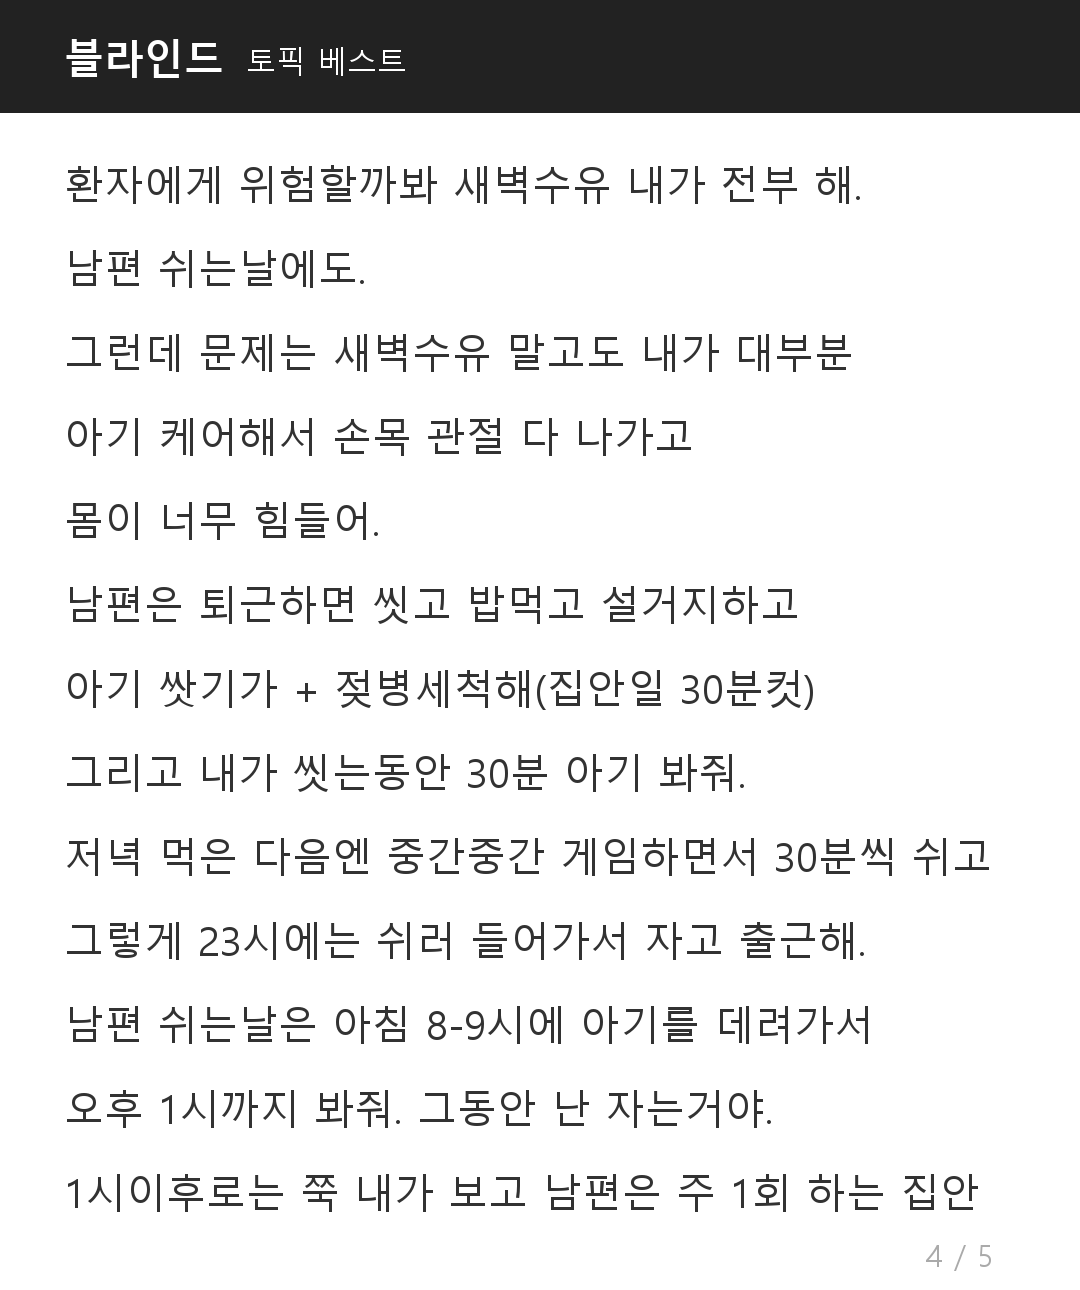 블라인드 토픽 베스트
환자에게 위험할까봐 새벽수유 내가 전부 해.
남편 쉬는날에도.
그런데 문제는 새벽수유 말고도 내가 대부분
아기 케어해서 손목 관절 다 나가고
몸이 너무 힘들어.
남편은 퇴근하면 씻고 밥먹고 설거지하고
아기 쌋기가 + 젖병세척해(집안일 30분컷)
그리고 내가 씻는동안 30분 아기 봐줘.
저녁 먹은 다음엔 중간중간 게임하면서 30분씩 쉬고
그렇게 23시에는 쉬러 들어가서 자고 출근해.
남편 쉬는날은 아침 8-9시에 아기를 데려가서
오후 1시까지 봐줘. 그동안 난 자는거야.
1시이후로는 쭉 내가 보고 남편은 주 1회 하는 집안
4 / 5